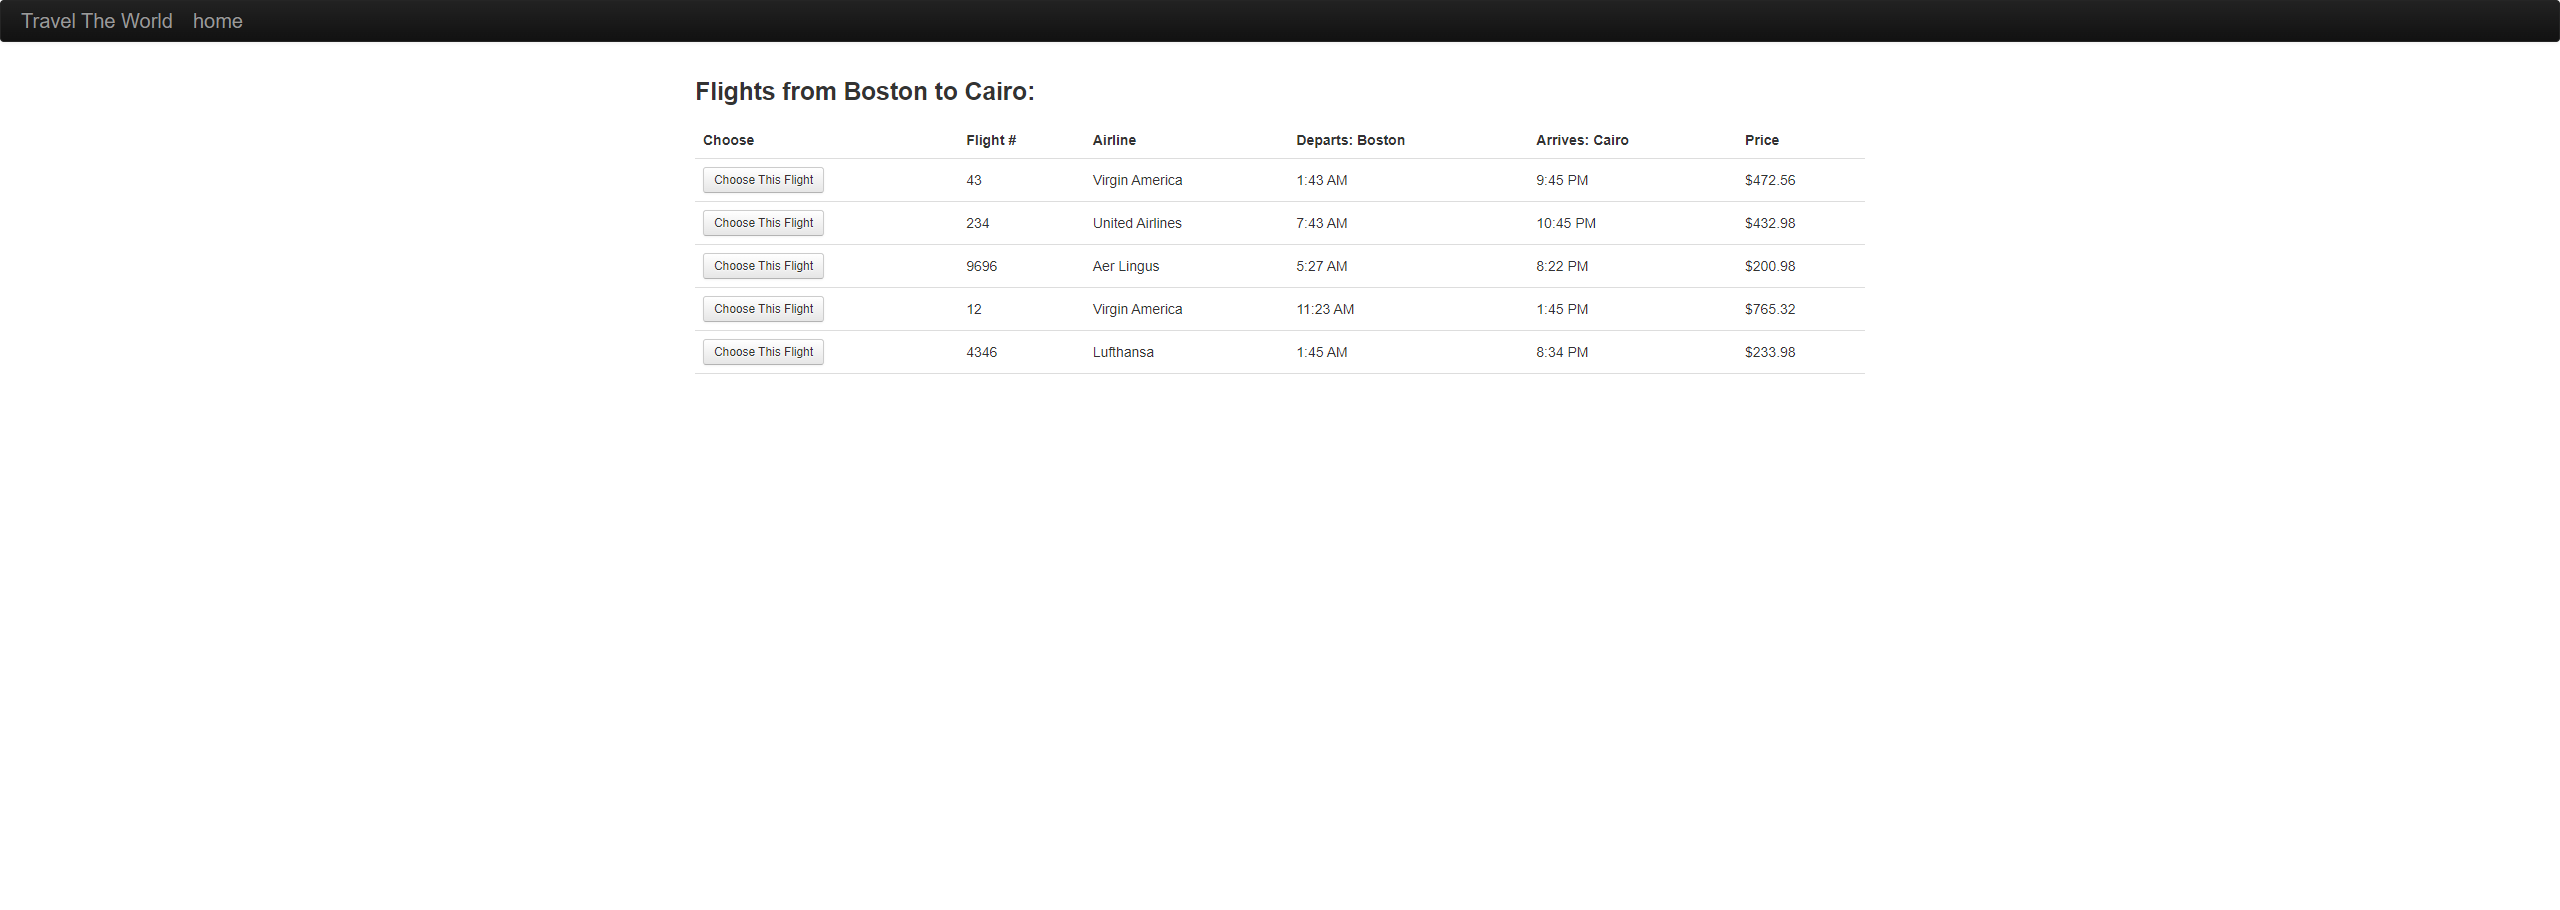 Travel The World home
Flights from Boston to Cairo:
Choose Flight # Airline Departs: Boston Arrives: Cairo Price
Choose This Flight 43 Virgin America 1:43 AM 9:45 PM $472.56
Choose This Flight 234 United Airlines 7:43 AM 10:45 PM $432.98
Choose This Flight 9696 Aer Lingus 5:27 AM 8:22 PM $200.98
Choose This Flight 12 Virgin America 11:23 AM 1:45 PM $765.32
Choose This Flight 4346 Lufthansa 1:45 AM 8:34 PM $233.98